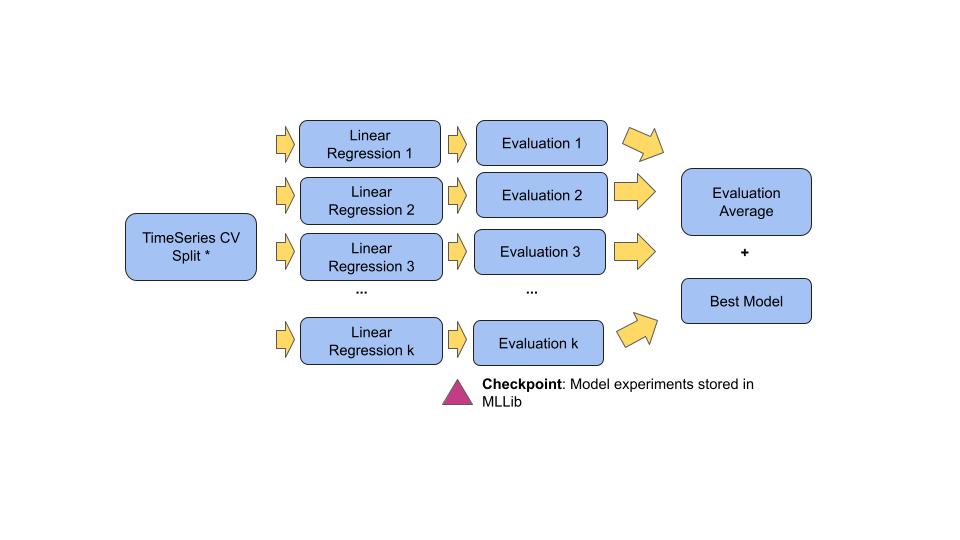 TimeSeries CV
Split *
Linear
Regression 1
Evaluation 1
Linear
Regression 2
Evaluation 2
Linear
Regression 3
Evaluation 3
...
...
Linear
Regression k
Evaluation k
Evaluation
Average
+
Best Model
Checkpoint: Model experiments stored in
MLLib